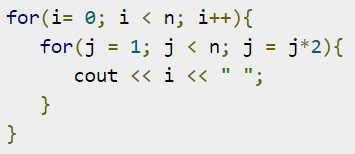 for(i= 0; i < n; i++){
   for(j = 1; j < n; j = j*2){
      cout << i << " ";
   }
}